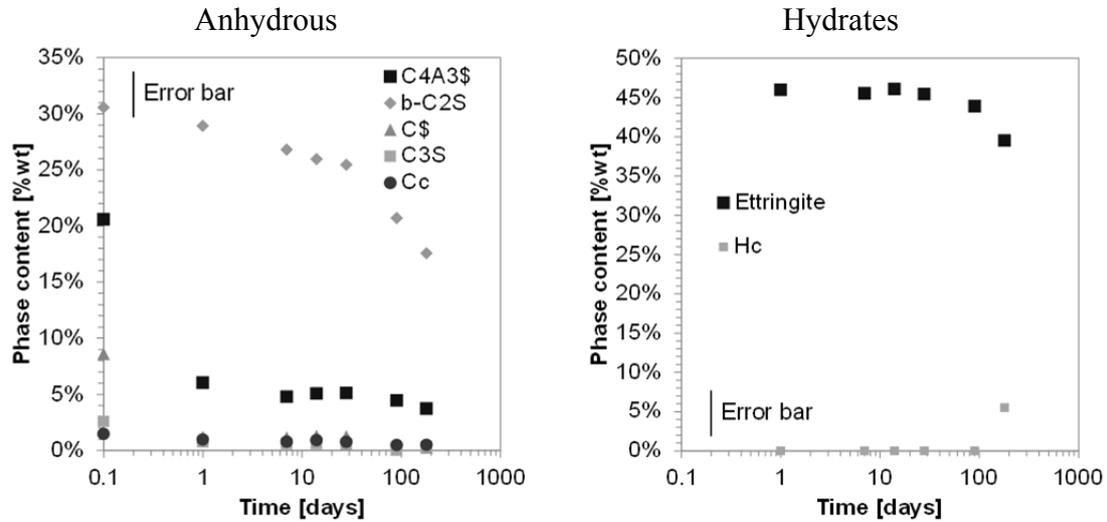 Anhydrous
35%
30%
25%
20%
15%
10%
5%
0%
Phase content [%wt]
Error bar
C4A3$
b-C2S
C$
C3S
Cc
0.1 1 10 100 1000
Time [days]
Hydrates
50%
45%
40%
35%
30%
25%
20%
15%
10%
5%
0%
Phase content [%wt]
Ettringite
Hc
Error bar
0.1 1 10 100 1000
Time [days]